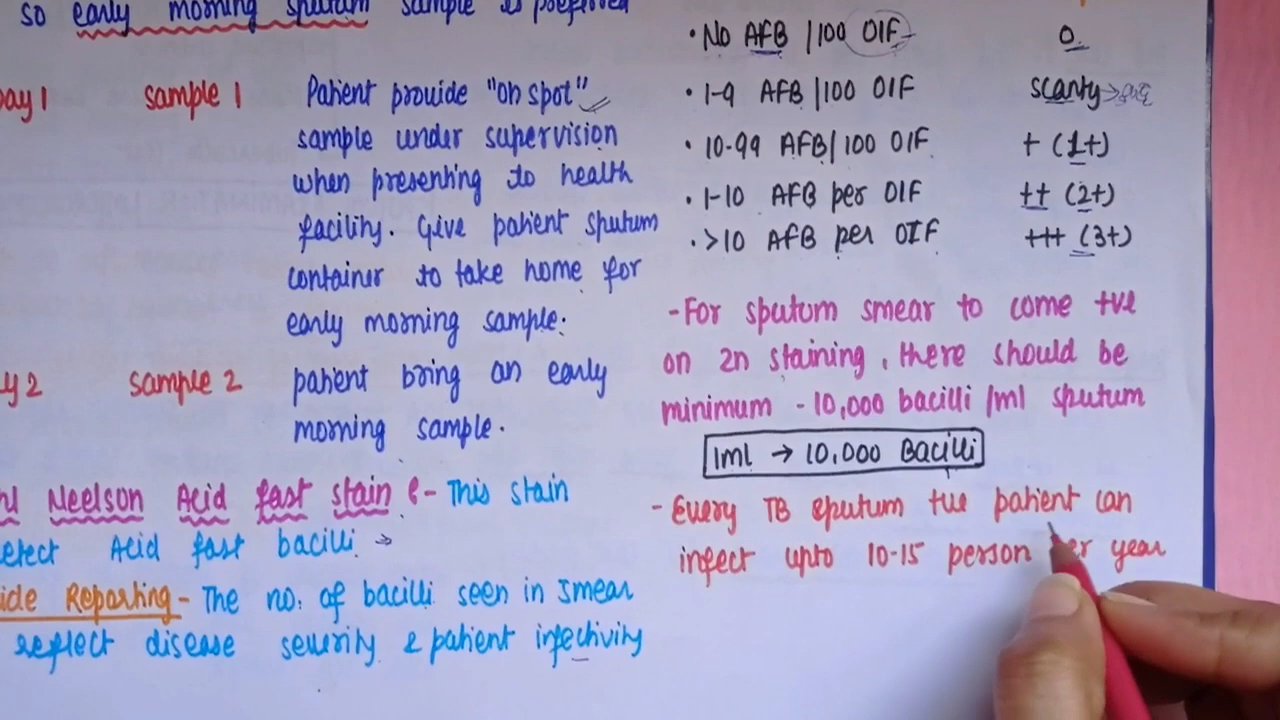 so early morning sputum sample is preferred
Day 1 sample 1 Patient provide "on spot"
sample under supervision
when presenting to health
facility. Give patient sputum
container to take home for
early morning sample.
y 2 sample 2 patient bring an early
morning sample.
hl Neelson Acid fast stain :- This stain
etect Acid fast bacilli →
ide Reporting - The no. of bacilli seen in smear
reflect disease severity & patient infectivity
• No AFB /100 OIF 0
• 1-9 AFB /100 OIF scanty →
• 10-99 AFB/100 OIF + (1+)
• 1-10 AFB per OIF ++ (2+)
• >10 AFB per OIF +++ (3+)
- For sputum smear to come +ve
on Zn staining, there should be
minimum - 10,000 bacilli /ml sputum
1ml → 10,000 Bacilli
- Every TB sputum +ve patient can
infect upto 10-15 person per year